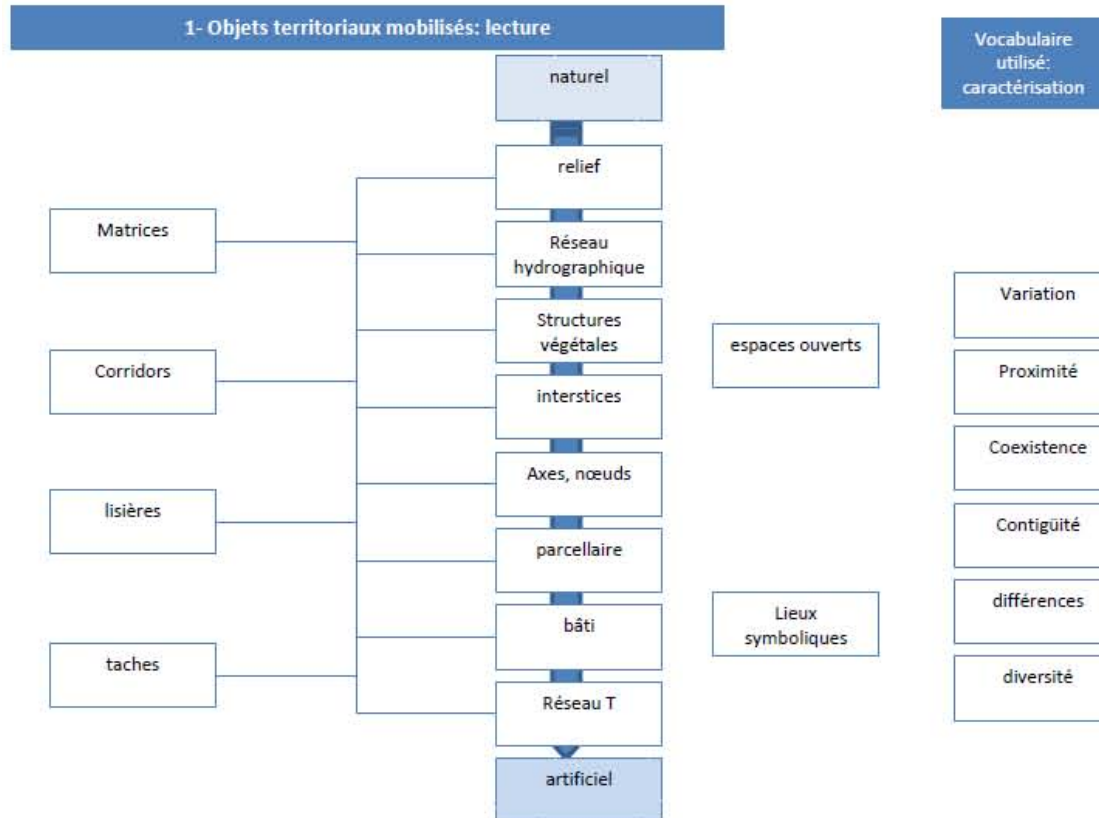 1- Objets territoriaux mobilisés: lecture
Vocabulaire
utilisé:
caractérisation
naturel
relief
Réseau
hydrographique
Structures
végétales
interstices
Axes, nœuds
parcellaire
bâti
Réseau T
artificiel
Matrices
Corridors
lisières
taches
espaces ouverts
Lieux
symboliques
Variation
Proximité
Coexistence
Contigüité
différences
diversité